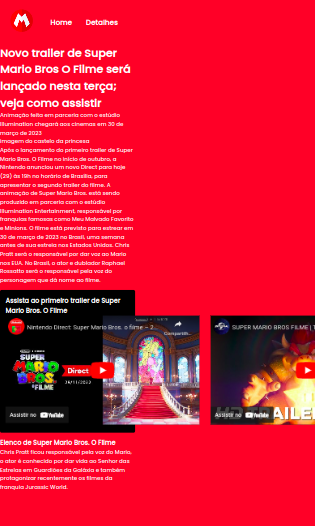 Home Detalhes
Novo trailer de Super
Mario Bros O Filme será
lançado nesta terça;
veja como assistir
Animação feita em parceria com o estúdio
Illumination chegará aos cinemas em 30 de
março de 2023
Imagem do castelo da princesa
Após o lançamento do primeiro trailer de Super
Mario Bros. O Filme no início de outubro, a
Nintendo anunciou um novo Direct para hoje
(29) às 19h no horário de Brasília, para
apresentar o segundo trailer do filme. A
animação de Super Mario Bros. está sendo
produzido em parceria com o estúdio
Illumination Entertainment, responsável por
franquias famosas como Meu Malvado Favorito
e Minions. O filme está previsto para estrear em
30 de março de 2023 no Brasil, uma semana
antes de sua estreia nos Estados Unidos. Chris
Pratt será o responsável por dar voz ao Mario
nos EUA. No Brasil, o ator e dublador Raphael
Rossatto será o responsável pela voz do
personagem que dá nome ao filme.
Assista ao primeiro trailer de Super
Mario Bros. O Filme
Nintendo Direct: Super Mario Bros. o filme – 2...
Compartilh...
SUPER MARIO BROS FILME | T
SUPER
MARIO
BROS
O FILME
Direct
29/11/2022
TRAILER
Assistir no YouTube
Assistir no YouTube
Elenco de Super Mario Bros. O Filme
Chris Pratt ficou responsável pela voz do Mario,
o ator é conhecido por dar vida ao Senhor das
Estrelas em Guardiões da Galáxia e também
protagonizar recentemente os filmes da
franquia Jurassic World.